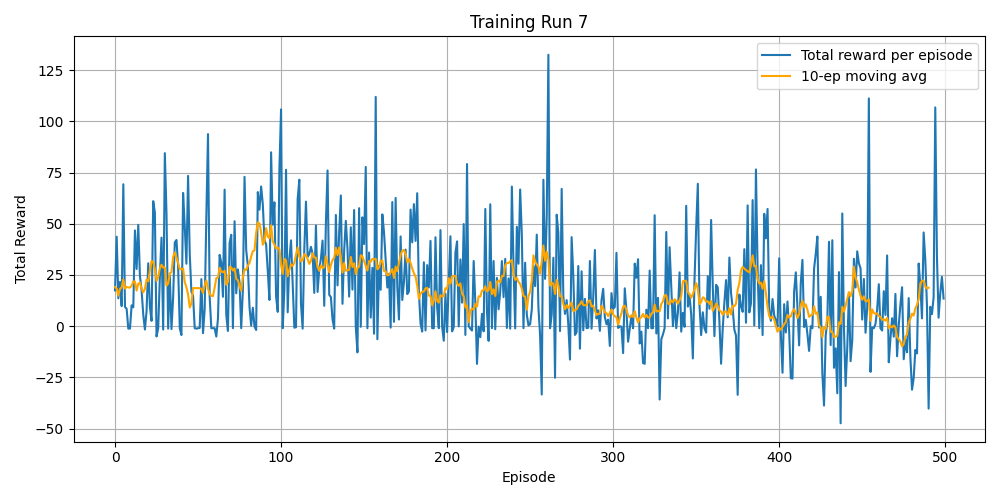 Training Run 7
Total reward per episode
10-ep moving avg
Total Reward
125
100
75
50
25
0
−25
−50
0 100 200 300 400 500
Episode